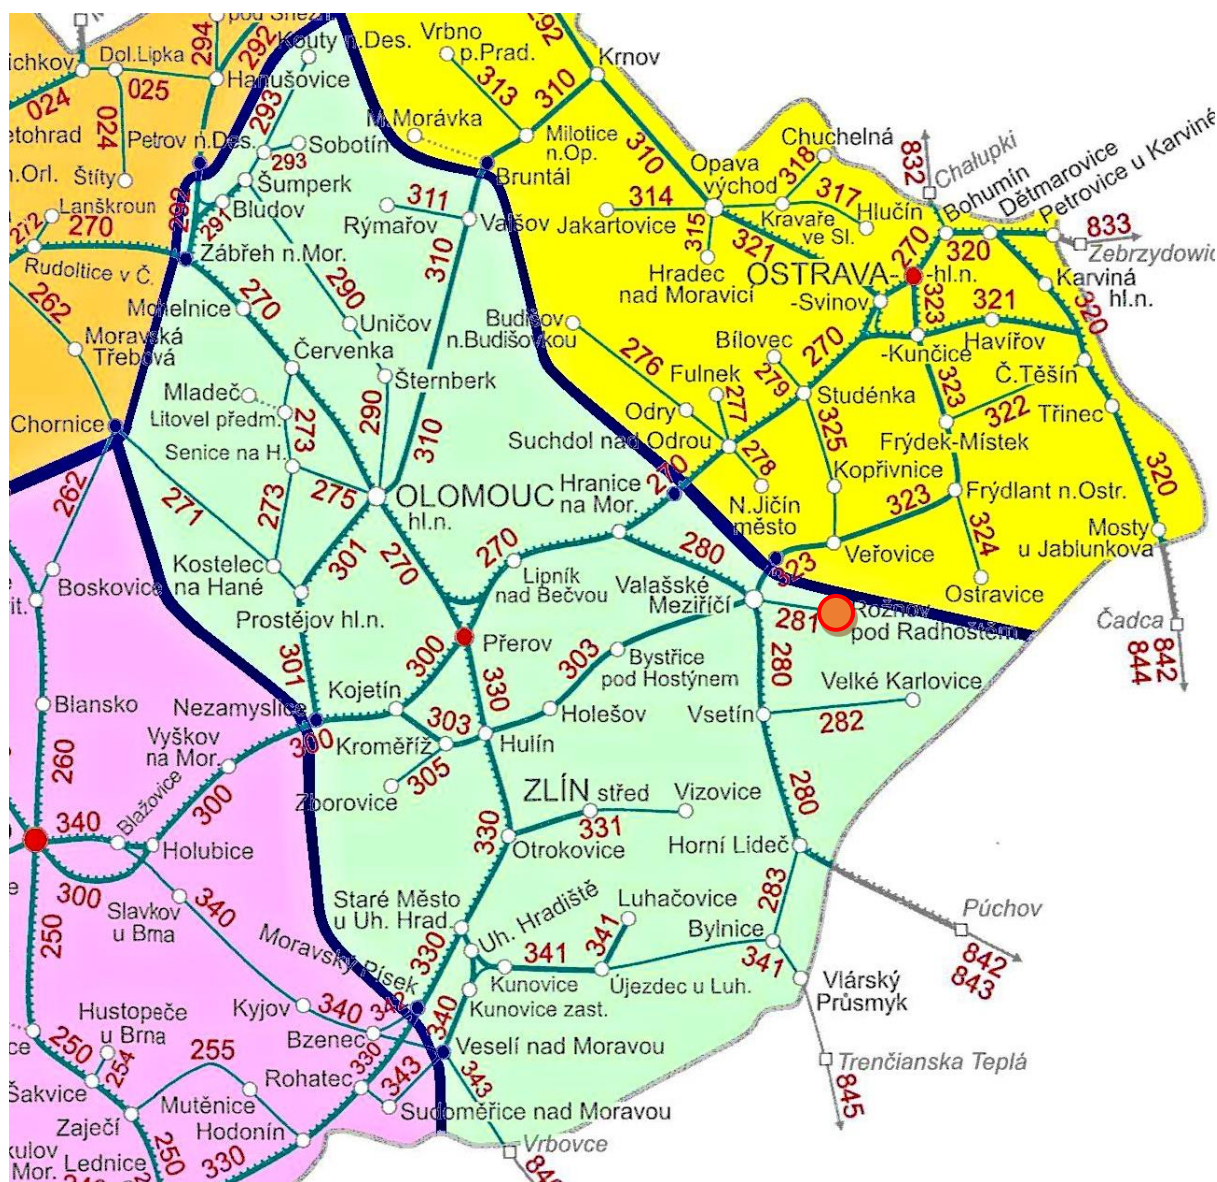 292
Kouty n.Des.
Vrbno
p.Prad.
Krnov
ichkov
Dol.Lipka
294
292
Hanušovice
025
024
024
313
310
M.Morávka
Milotice
n.Op.
293
Petrov n.Des.
Sobotín
293
310
Chuchelná
318
832
Chałupki
etohrad
n.Orl.
Štíty
Šumperk
Bruntál
Opava
východ
317
Bohumín
Dětmarovice
Petrovice u Karviné
Lanškroun
292
291
Bludov
311
Rýmařov
Valšov
314
Jakartovice
315
Kravaře
ve Sl.
Hlučín
272
270
Zábřeh n.Mor.
310
321
270
320
833
Zebrzydowic
Rudoltice v Č.
Hradec
nad Moravicí
OSTRAVA-
-hl.n.
Karviná
hl.n.
262
Mohelnice
270
290
-Svinov
323
321
320
Moravská
Třebová
Uničov
Budišov
n.Budišovkou
Bílovec
270
-Kunčice
Havířov
Červenka
Šternberk
276
Fulnek
279
Studénka
323
Č.Těšín
322
Mladeč
Litovel předm.
290
277
Třinec
Chornice
273
310
Odry
325
Frýdek-Místek
Senice na H.
Suchdol nad Odrou
278
Kopřivnice
320
262
271
273
275
OLOMOUC
hl.n.
Hranice
na Mor.
270
N.Jičín
město
323
Frýdlant n.Ostr.
Mosty
u Jablunkova
324
Veřovice
Boskovice
Kostelec
na Hané
301
270
270
Lipník
nad Bečvou
280
323
Ostravice
vit.
Prostějov hl.n.
Valašské
Meziříčí
281
Rožnov
pod Radhoštěm
Čadca
842
844
Přerov
300
303
301
330
Bystřice
pod Hostýnem
280
Velké Karlovice
Blansko
Kojetín
Nezamyslice
303
Holešov
Vsetín
282
Vyškov
na Mor.
300
Kroměříž
Hulín
260
305
Zborovice
ZLÍN střed
Vizovice
280
Blažovice
300
340
330
331
Otrokovice
Horní Lideč
Holubice
300
Staré Město
u Uh. Hrad.
Luhačovice
283
Púchov
Slavkov
u Brna
340
Uh. Hradiště
341
Bylnice
250
Moravský Písek
330
341
341
842
843
Kunovice
Újezdec u Luh.
Vlárský
Průsmyk
Kyjov
340
342
340
Kunovice zast.
Hustopeče
u Brna
Bzenec
Veselí nad Moravou
Trenčianska Teplá
250
254
255
330
343
343
845
Rohatec
Šakvice
Mutěnice
Sudoměřice nad Moravou
Zaječí
Hodonín
Vrbovce
kulov
Mor.
Lednice
250
330